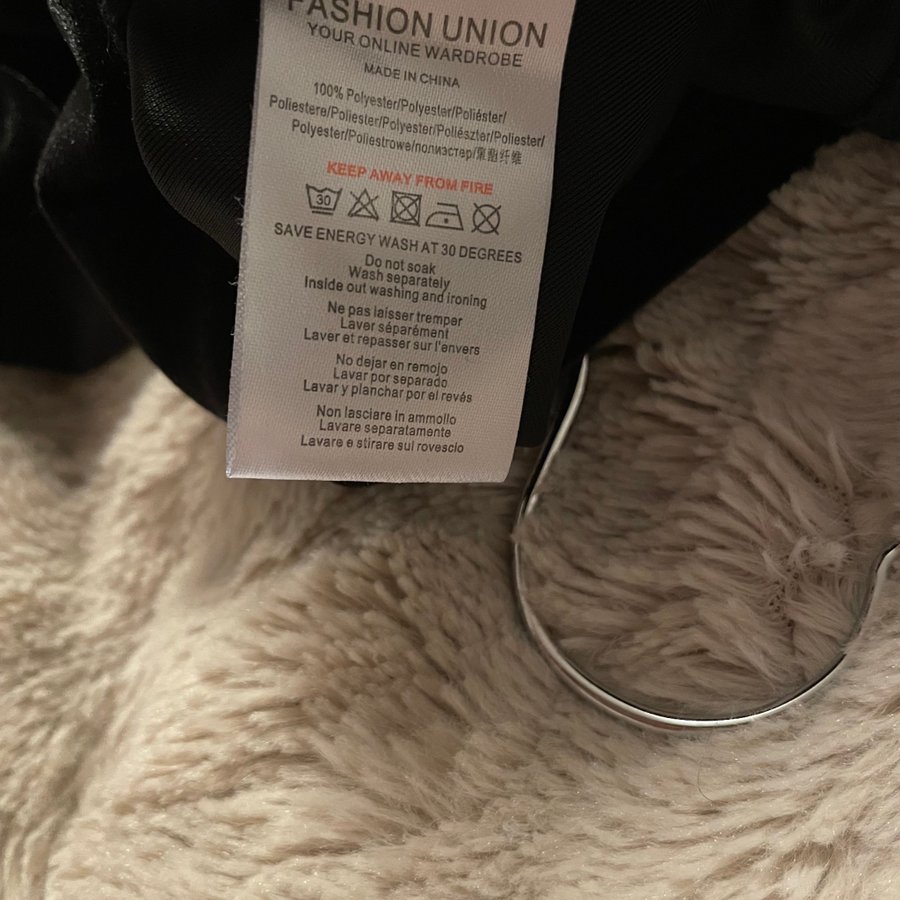 FASHION UNION
YOUR ONLINE WARDROBE
MADE IN CHINA
100% Polyester/Polyester/Poliéster/
Poliestere/Poliester/Polyester/Poliészter/Poliester/
Polyester/Poliestrowe/полиэстер/聚酯纤维
KEEP AWAY FROM FIRE
30
SAVE ENERGY WASH AT 30 DEGREES
Do not soak
Wash separately
Inside out washing and ironing
Ne pas laisser tremper
Laver séparément
Laver et repasser sur l'envers
No dejar en remojo
Lavar por separado
Lavar y planchar por el revés
Non lasciare in ammollo
Lavare separatamente
Lavare e stirare sul rovescio